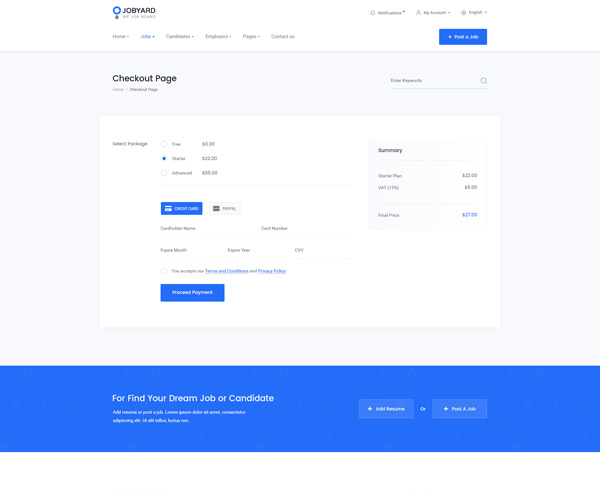 JOBYARD
WP JOB BOARD
Notifications
My Account
English
Home
Jobs
Candidates
Employers
Pages
Contact us
+ Post a Job
Checkout Page
Home / Checkout Page
Enter Keywords
Select Package
Free $0.00
Starter $22.00
Advanced $55.00
CREDIT CARD
PAYPAL
Cardholder Name
Card Number
Expire Month
Expire Year
CVV
You accepts our Terms and Conditions and Privacy Policy
Proceed Payment
Summary
Starter Plan $22.00
VAT (15%) $5.00
Final Price $27.00
For Find Your Dream Job or Candidate
Add resume or post a job. Lorem ipsum dolor sit amet, consectetur
adipiscing elit. Ut elit tellus, luctus nec.
+ Add Resume
Or
+ Post A Job